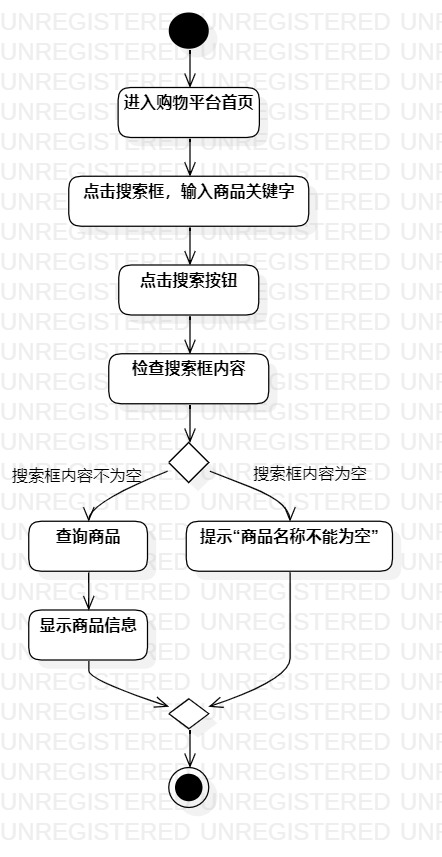 进入购物平台首页
点击搜索框，输入商品关键字
点击搜索按钮
检查搜索框内容
搜索框内容不为空
搜索框内容为空
查询商品
提示“商品名称不能为空”
显示商品信息
UNREGISTERED